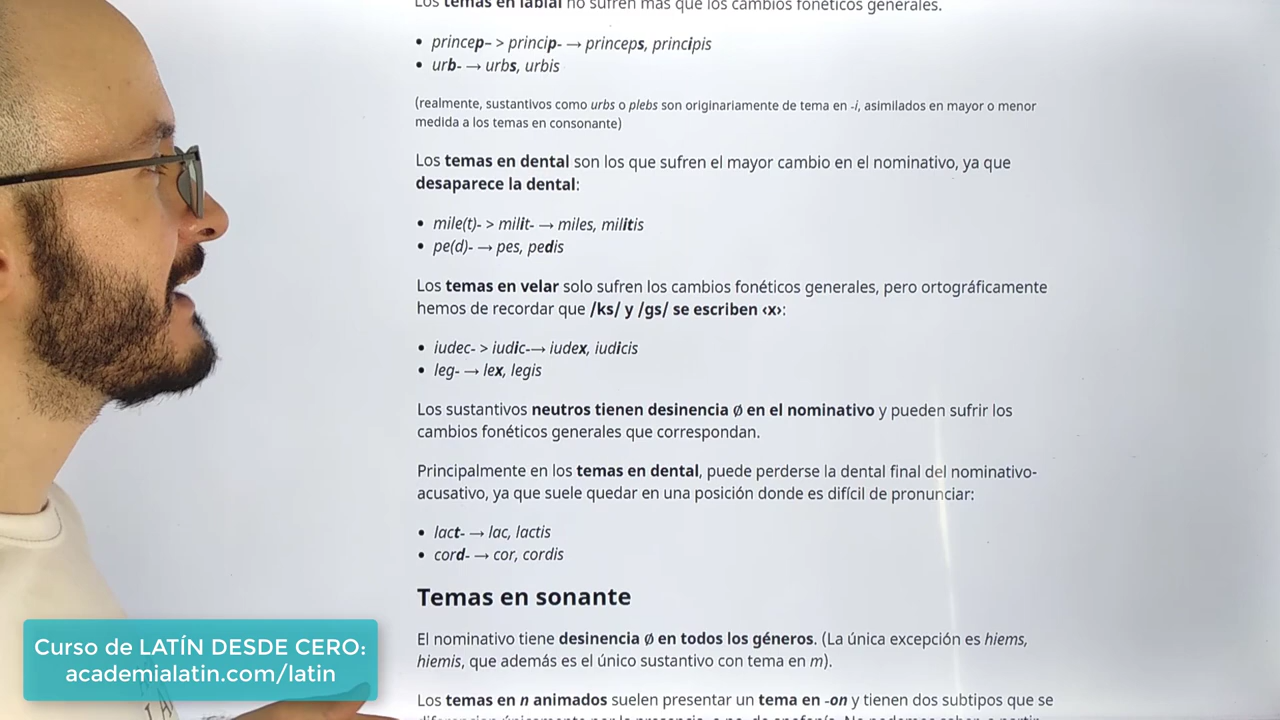 Los temas en labial no sufren más que los cambios fonéticos generales.
• princep– > princip- → princeps, principis
• urb- → urbs, urbis
(realmente, sustantivos como urbs o plebs son originariamente de tema en -i, asimilados en mayor o menor
medida a los temas en consonante)
Los temas en dental son los que sufren el mayor cambio en el nominativo, ya que
desaparece la dental:
• mile(t)- > milit- → miles, militis
• pe(d)- → pes, pedis
Los temas en velar solo sufren los cambios fonéticos generales, pero ortográficamente
hemos de recordar que /ks/ y /gs/ se escriben ‹x›:
• iudec- > iudic-→ iudex, iudicis
• leg- → lex, legis
Los sustantivos neutros tienen desinencia ∅ en el nominativo y pueden sufrir los
cambios fonéticos generales que correspondan.
Principalmente en los temas en dental, puede perderse la dental final del nominativo-
acusativo, ya que suele quedar en una posición donde es difícil de pronunciar:
• lact- → lac, lactis
• cord- → cor, cordis
Temas en sonante
El nominativo tiene desinencia ∅ en todos los géneros. (La única excepción es hiems,
hiemis, que además es el único sustantivo con tema en m).
Los temas en n animados suelen presentar un tema en -on y tienen dos subtipos que se
Curso de LATÍN DESDE CERO:
academialatin.com/latin